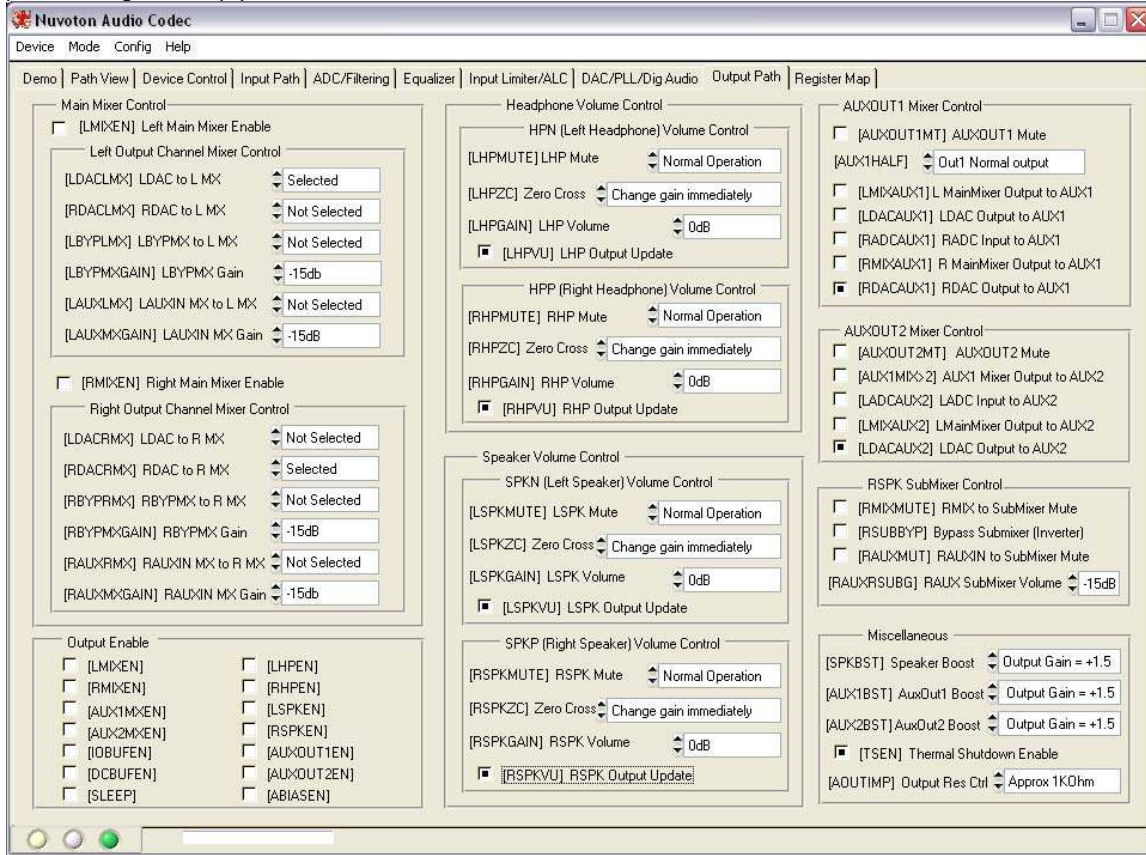 Nuvoton Audio Codec
Device Mode Config Help
Demo Path View Device Control Input Path ADC/Filtering Equalizer Input Limiter/ALC DAC/PLL/Dig Audio Output Path Register Map
Main Mixer Control
[LMIXEN] Left Main Mixer Enable
Left Output Channel Mixer Control
[LDACLMX] LDAC to L MX Selected
[RDACLMX] RDAC to L MX Not Selected
[LBYPLMX] LBYPMX to L MX Not Selected
[LBYPMXGAIN] LBYPMX Gain -15db
[LAUXLMX] LAUXIN MX to L MX Not Selected
[LAUXMXGAIN] LAUXIN MX Gain -15dB
[RMIXEN] Right Main Mixer Enable
Right Output Channel Mixer Control
[LDACRMX] LDAC to R MX Not Selected
[RDACRMX] RDAC to R MX Selected
[RBYPRMX] RBYPMX to R MX Not Selected
[RBYPMXGAIN] RBYPMX Gain -15dB
[RAUXRMX] RAUXIN MX to R MX Not Selected
[RAUXMXGAIN] RAUXIN MX Gain -15db
Output Enable
[LMIXEN] [LHPEN]
[RMIXEN] [RHPEN]
[AUX1MXEN] [LSPKEN]
[AUX2MXEN] [RSPKEN]
[IOBUFEN] [AUXOUT1EN]
[DCBUFEN] [AUXOUT2EN]
[SLEEP] [ABIASEN]
Headphone Volume Control
HPN (Left Headphone) Volume Control
[LHPMUTE] LHP Mute Normal Operation
[LHPZC] Zero Cross Change gain immediately
[LHPGAIN] LHP Volume 0dB
[LHPVU] LHP Output Update
HPP (Right Headphone) Volume Control
[RHPMUTE] RHP Mute Normal Operation
[RHPZC] Zero Cross Change gain immediately
[RHPGAIN] RHP Volume 0dB
[RHPVU] RHP Output Update
Speaker Volume Control
SPKN (Left Speaker) Volume Control
[LSPKMUTE] LSPK Mute Normal Operation
[LSPKZC] Zero Cross Change gain immediately
[LSPKGAIN] LSPK Volume 0dB
[LSPKVU] LSPK Output Update
SPKP (Right Speaker) Volume Control
[RSPKMUTE] RSPK Mute Normal Operation
[RSPKZC] Zero Cross Change gain immediately
[RSPKGAIN] RSPK Volume 0dB
[RSPKVU] RSPK Output Update
AUXOUT1 Mixer Control
[AUXOUT1MT] AUXOUT1 Mute
[AUX1HALF] Out1 Normal output
[LMIXAUX1] L MainMixer Output to AUX1
[LDACAUX1] LDAC Output to AUX1
[RADCAUX1] RADC Input to AUX1
[RMIXAUX1] R MainMixer Output to AUX1
[RDACAUX1] RDAC Output to AUX1
AUXOUT2 Mixer Control
[AUXOUT2MT] AUXOUT2 Mute
[AUX1MIX>2] AUX1 Mixer Output to AUX2
[LADCAUX2] LADC Input to AUX2
[LMIXAUX2] LMainMixer Output to AUX2
[LDACAUX2] LDAC Output to AUX2
RSPK SubMixer Control
[RMIXMUTE] RMIX to SubMixer Mute
[RSUBBYP] Bypass Submixer (Inverter)
[RAUXMUT] RAUXIN to SubMixer Mute
[RAUXRSUBG] RAUX SubMixer Volume -15dB
Miscellaneous
[SPKBST] Speaker Boost Output Gain = +1.5
[AUX1BST] AuxOut1 Boost Output Gain = +1.5
[AUX2BST] AuxOut2 Boost Output Gain = +1.5
[TSEN] Thermal Shutdown Enable
[AOUTIMP] Output Res Ctrl Approx 1KOhm